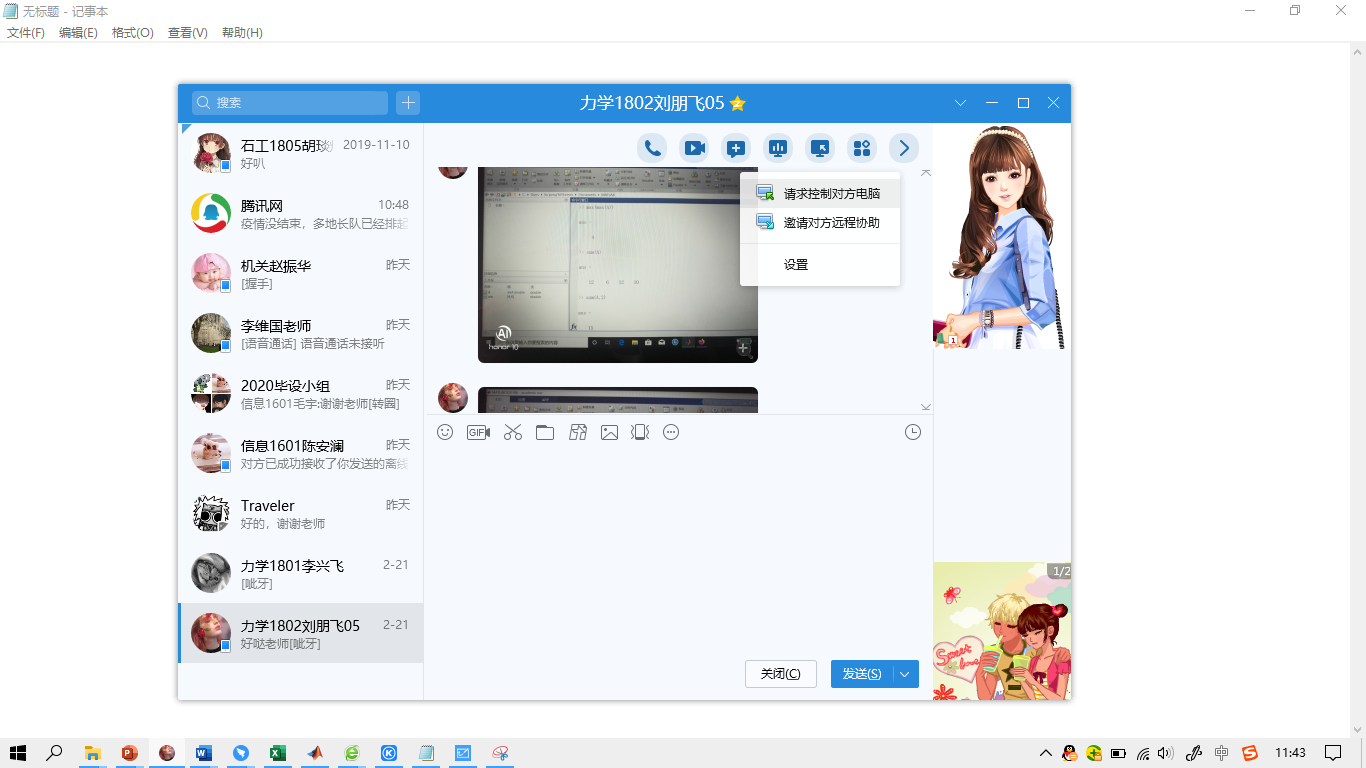 无标题 - 记事本
文件(F) 编辑(E) 格式(O) 查看(V) 帮助(H)
搜索
力学1802刘朋飞05
石工1805胡琰 2019-11-10
好叭
腾讯网 10:48
疫情没结束，多地长队已经排起
机关赵振华 昨天
[握手]
李维国老师 昨天
[语音通话] 语音通话未接听
2020毕设小组 昨天
信息1601毛宇:谢谢老师[转圈]
信息1601陈安澜 昨天
对方已成功接收了你发送的离线
Traveler 昨天
好的，谢谢老师
力学1801李兴飞 2-21
[呲牙]
力学1802刘朋飞05 2-21
好哒老师[呲牙]
请求控制对方电脑
邀请对方远程协助
设置
AI
honor 10
GIF
1
1/2
Sweet
love
关闭(C) 发送(S)
中
11:43